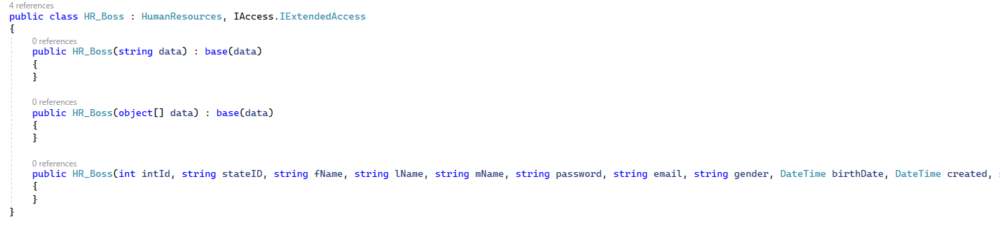 4 references
public class HR_Boss : HumanResources, IAccess.IExtendedAccess
{
0 references
public HR_Boss(string data) : base(data)
{
}
0 references
public HR_Boss(object[] data) : base(data)
{
}
0 references
public HR_Boss(int intId, string stateID, string fName, string lName, string mName, string password, string email, string gender, DateTime birthDate, DateTime created,
{
}
}